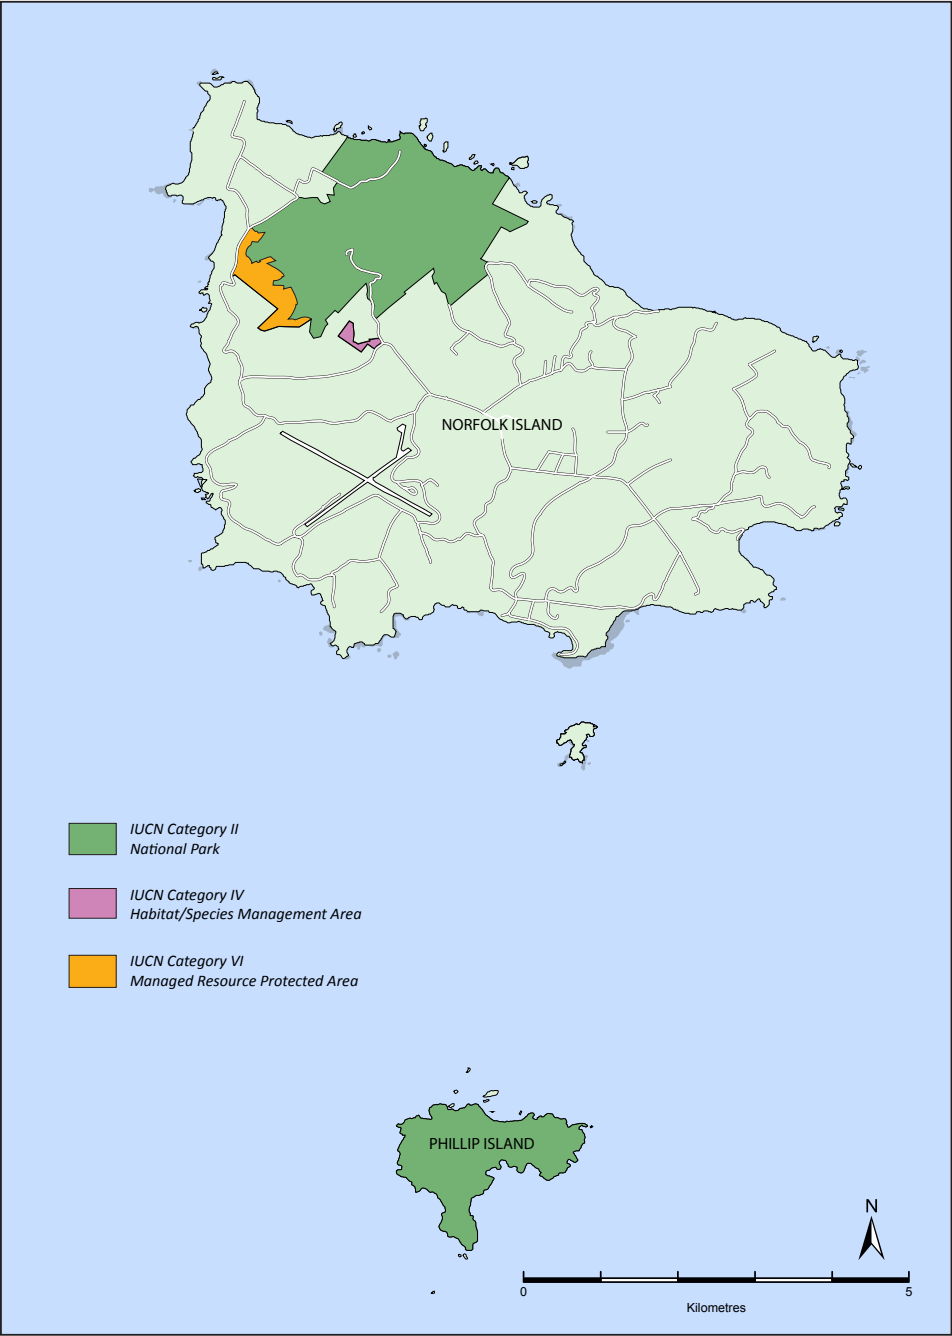 NORFOLK ISLAND
IUCN Category II
National Park
IUCN Category IV
Habitat/Species Management Area
IUCN Category VI
Managed Resource Protected Area
PHILLIP ISLAND
N
0
5
Kilometres